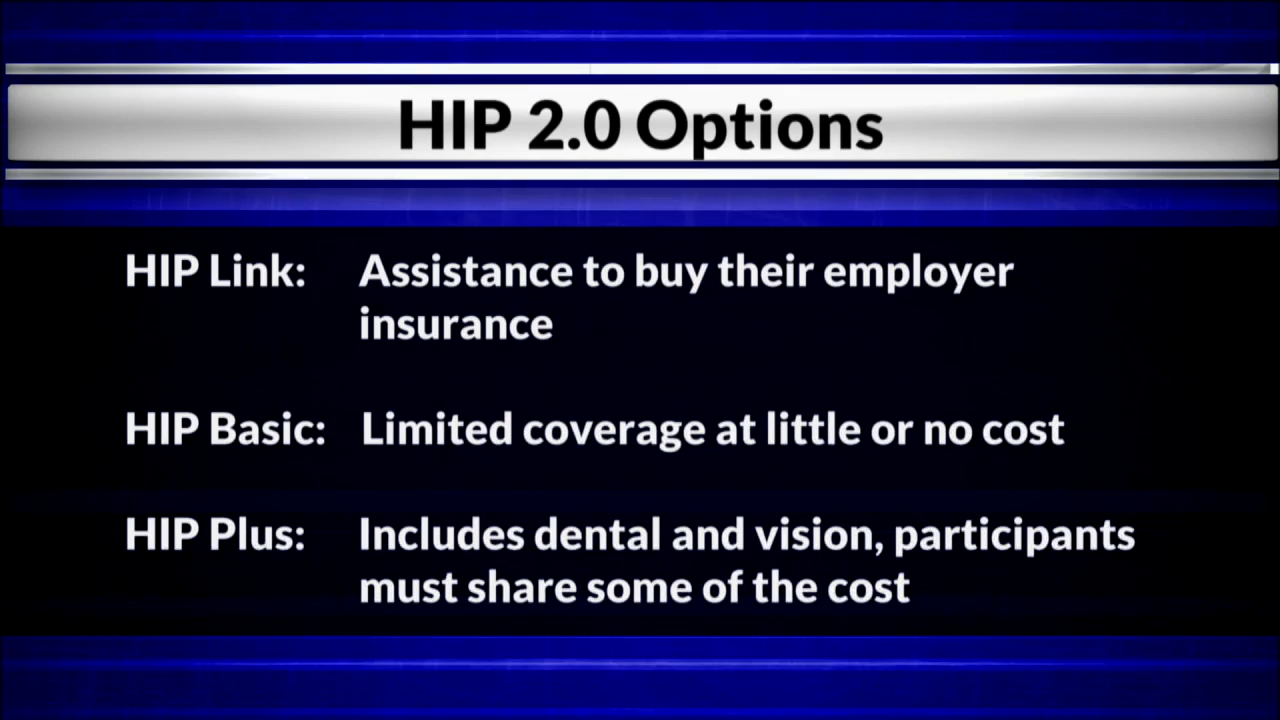 HIP 2.0 Options
HIP Link: Assistance to buy their employer
insurance
HIP Basic: Limited coverage at little or no cost
HIP Plus: Includes dental and vision, participants
must share some of the cost